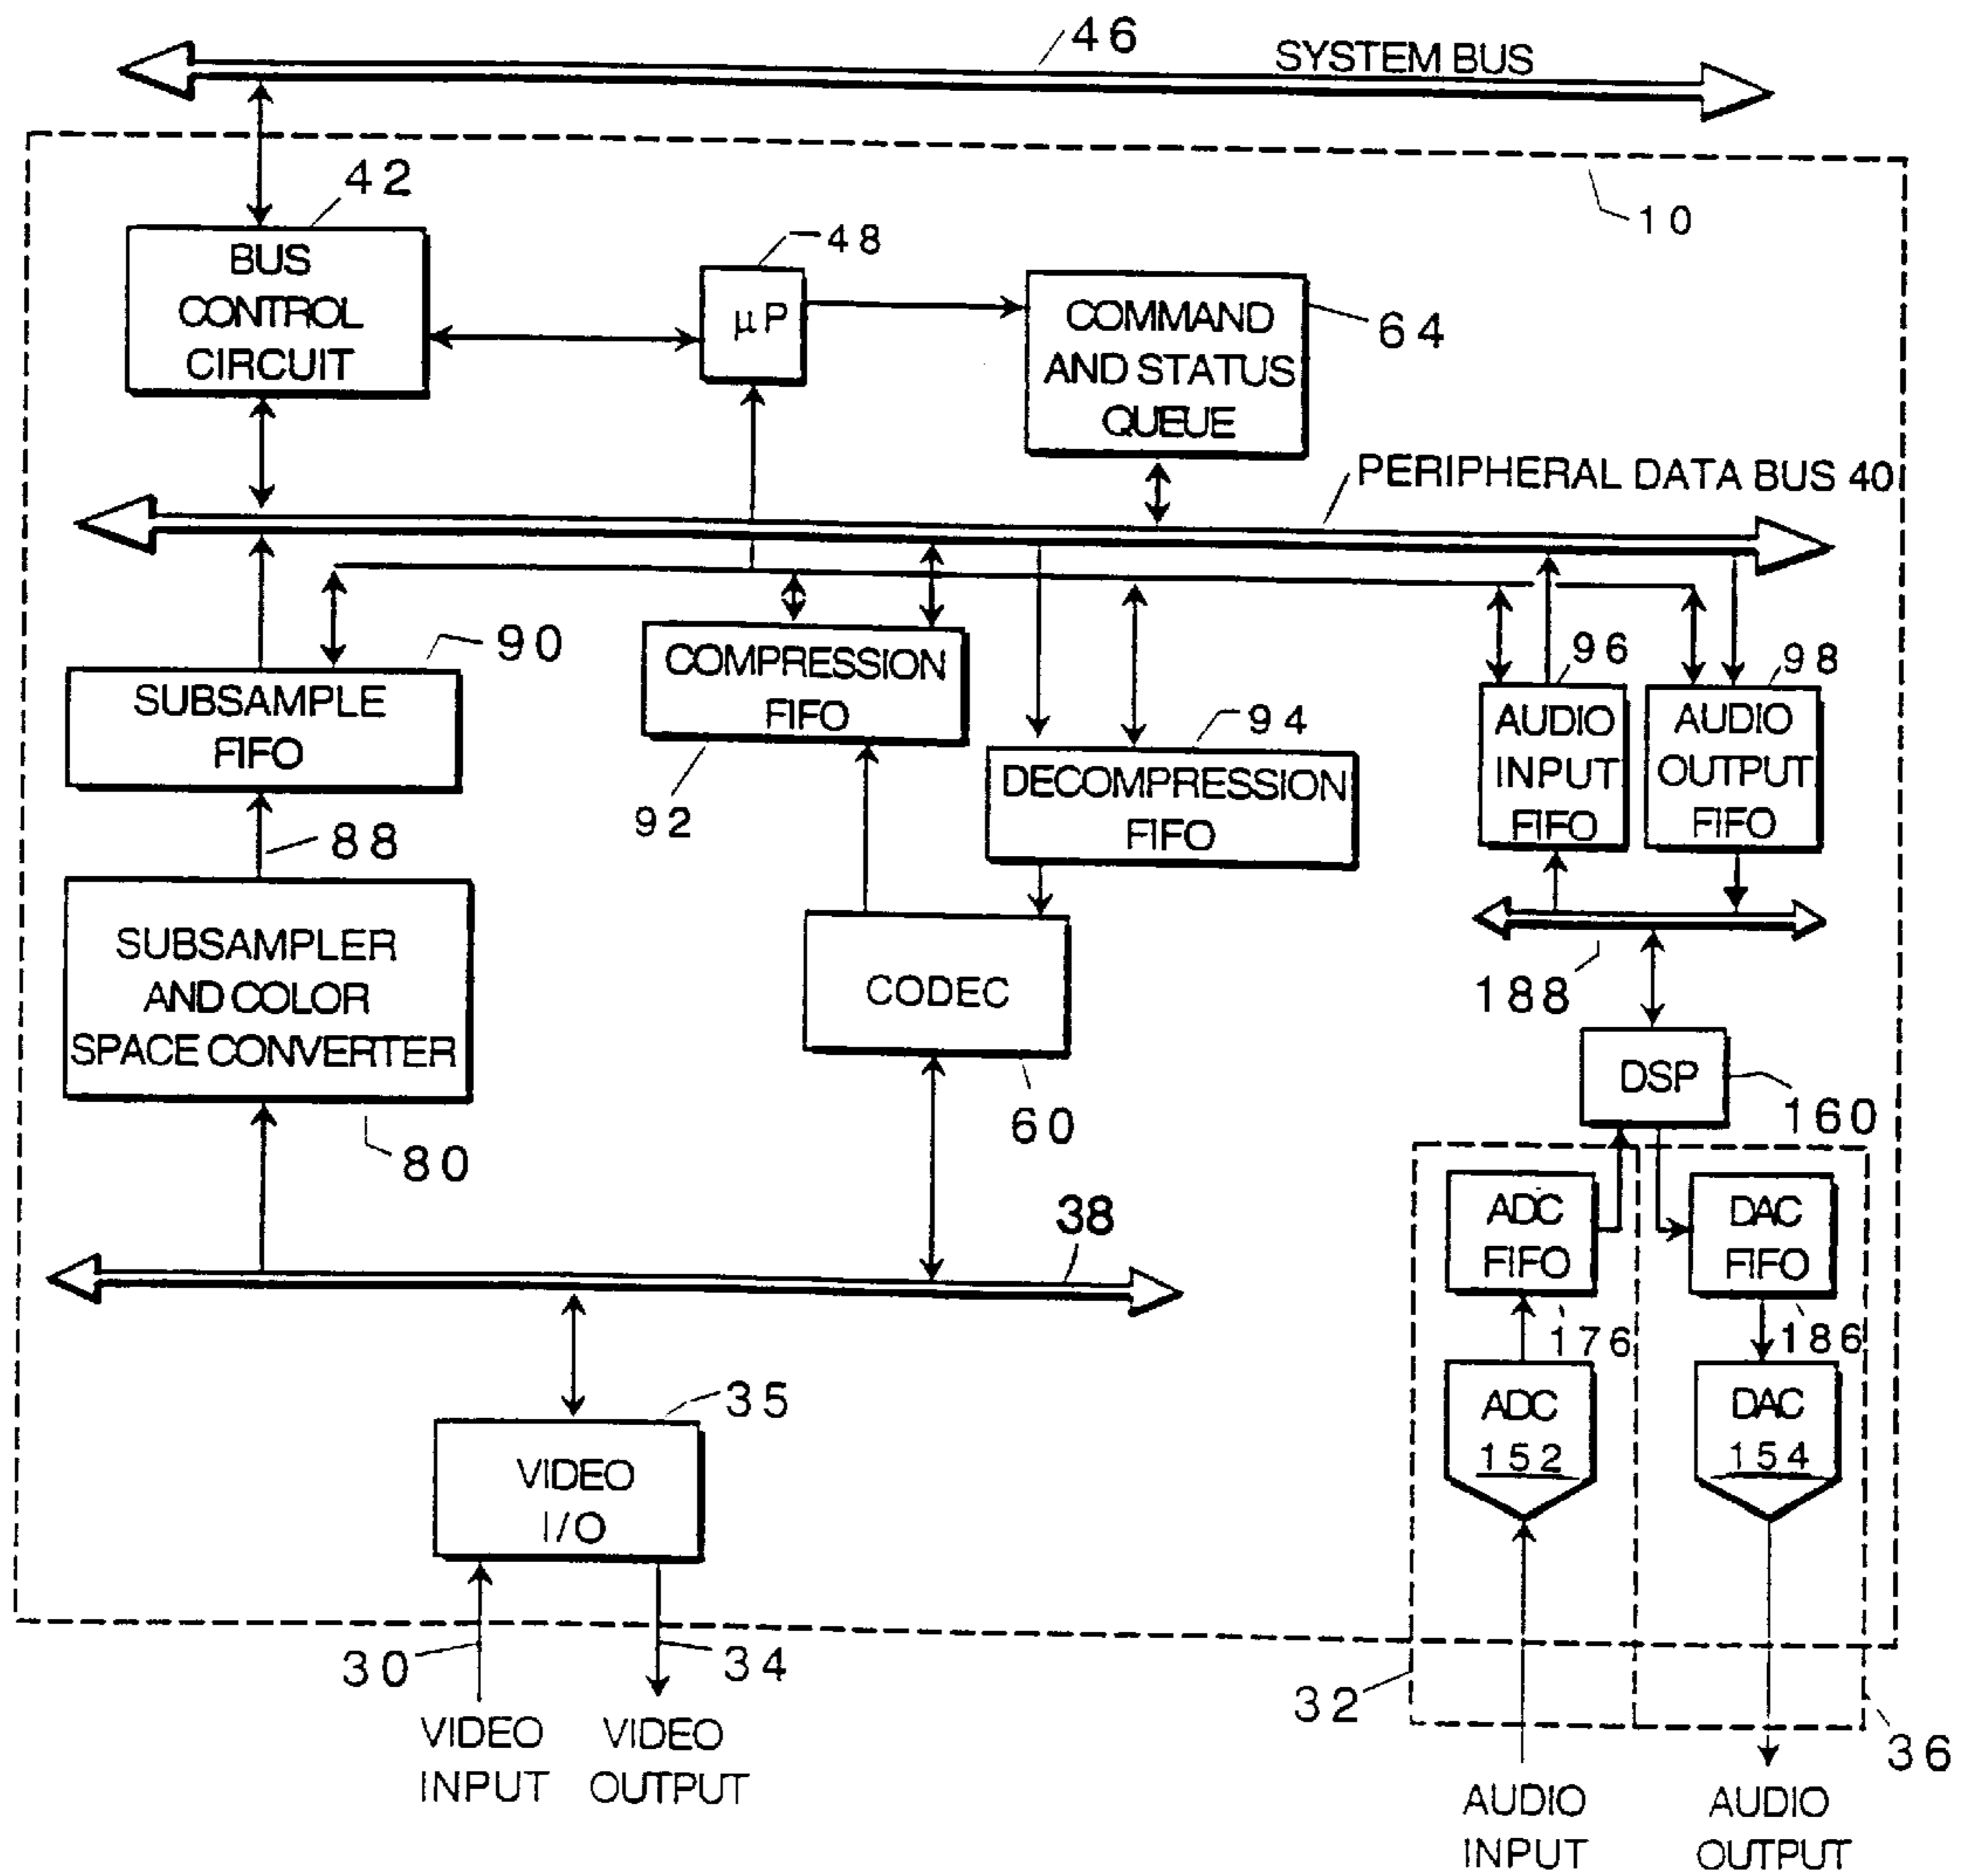 46
SYSTEM BUS
10
42
BUS
CONTROL
CIRCUIT
48
μP
COMMAND
AND STATUS
QUEUE
64
PERIPHERAL DATA BUS 40
90
SUBSAMPLE
FIFO
COMPRESSION
FIFO
92
94
DECOMPRESSION
FIFO
96
AUDIO
INPUT
FIFO
98
AUDIO
OUTPUT
FIFO
88
SUBSAMPLER
AND COLOR
SPACE CONVERTER
80
CODEC
60
188
DSP
160
ADC
FIFO
176
DAC
FIFO
186
38
ADC
152
DAC
154
35
VIDEO
I/O
30
34
32
36
VIDEO
INPUT
VIDEO
OUTPUT
AUDIO
INPUT
AUDIO
OUTPUT